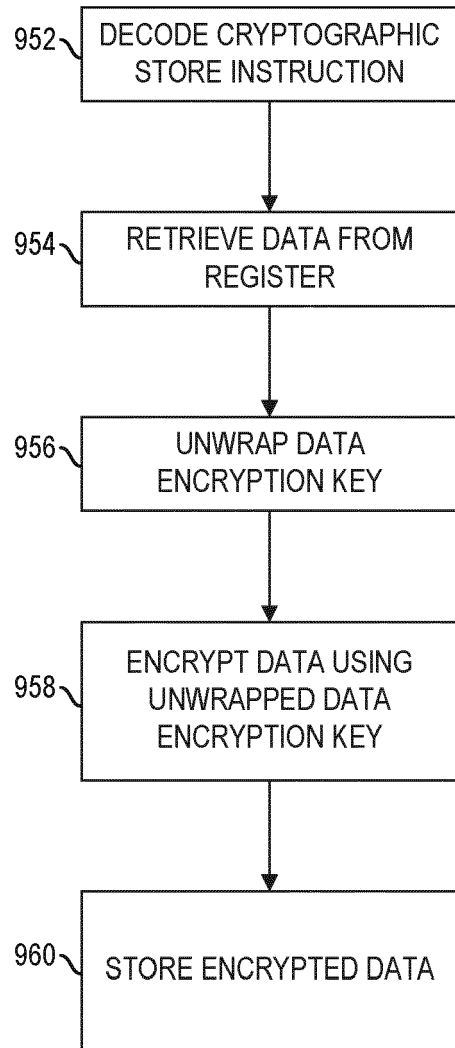 952
DECODE CRYPTOGRAPHIC
STORE INSTRUCTION
954
RETRIEVE DATA FROM
REGISTER
956
UNWRAP DATA
ENCRYPTION KEY
958
ENCRYPT DATA USING
UNWRAPPED DATA
ENCRYPTION KEY
960
STORE ENCRYPTED DATA